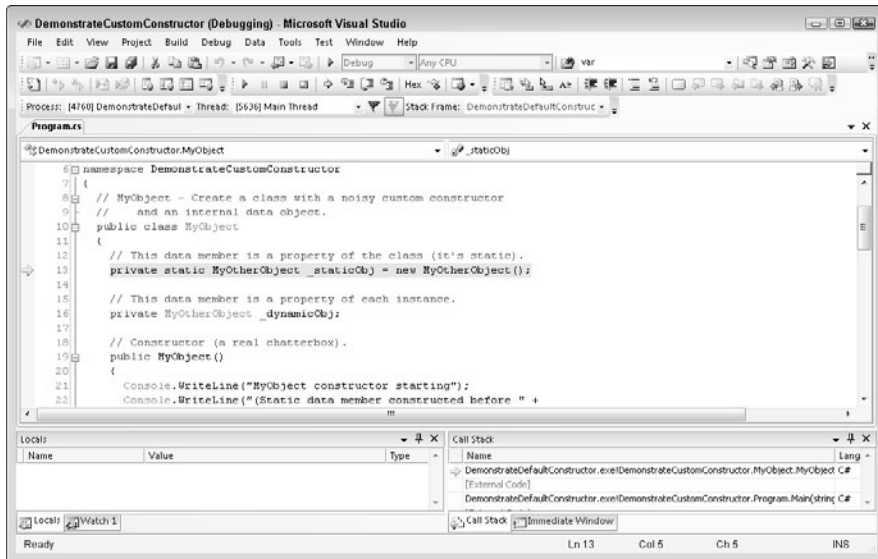 DemonstrateCustomConstructor (Debugging) - Microsoft Visual Studio
File Edit View Project Build Debug Data Tools Test Window Help
Debug Any CPU var
Hex
Process: [4760] DemonstrateDefaul Thread: [5636] Main Thread Stack Frame: DemonstrateDefaultConstruc
Program.cs
DemonstrateCustomConstructor.MyObject _staticObj
6 namespace DemonstrateCustomConstructor
7 {
8 // MyObject - Create a class with a noisy custom constructor
9 // and an internal data object.
10 public class MyObject
11 {
12 // This data member is a property of the class (it's static).
13 private static MyOtherObject _staticObj = new MyOtherObject();
14
15 // This data member is a property of each instance.
16 private MyOtherObject _dynamicObj;
17
18 // Constructor (a real chatterbox).
19 public MyObject()
20 {
21 Console.WriteLine("MyObject constructor starting");
22 Console.WriteLine("(Static data member constructed before " +
Locals
Name Value Type
Call Stack
Name Lang
DemonstrateDefaultConstructor.exe!DemonstrateCustomConstructor.MyObject.MyObject C#
[External Code]
DemonstrateDefaultConstructor.exe!DemonstrateCustomConstructor.Program.Main(string C#
Locals Watch 1
Call Stack Immediate Window
Ready Ln 13 Col 5 Ch 5 INS